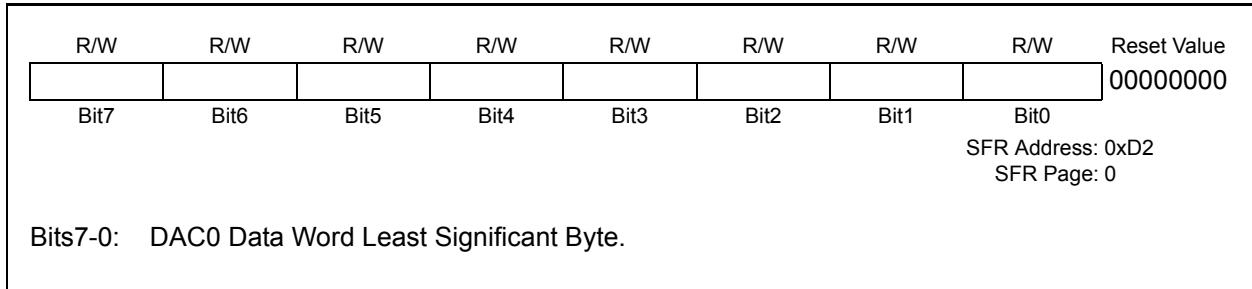 R/W R/W R/W R/W R/W R/W R/W R/W Reset Value
00000000
Bit7 Bit6 Bit5 Bit4 Bit3 Bit2 Bit1 Bit0
SFR Address: 0xD2
SFR Page: 0
Bits7-0: DAC0 Data Word Least Significant Byte.